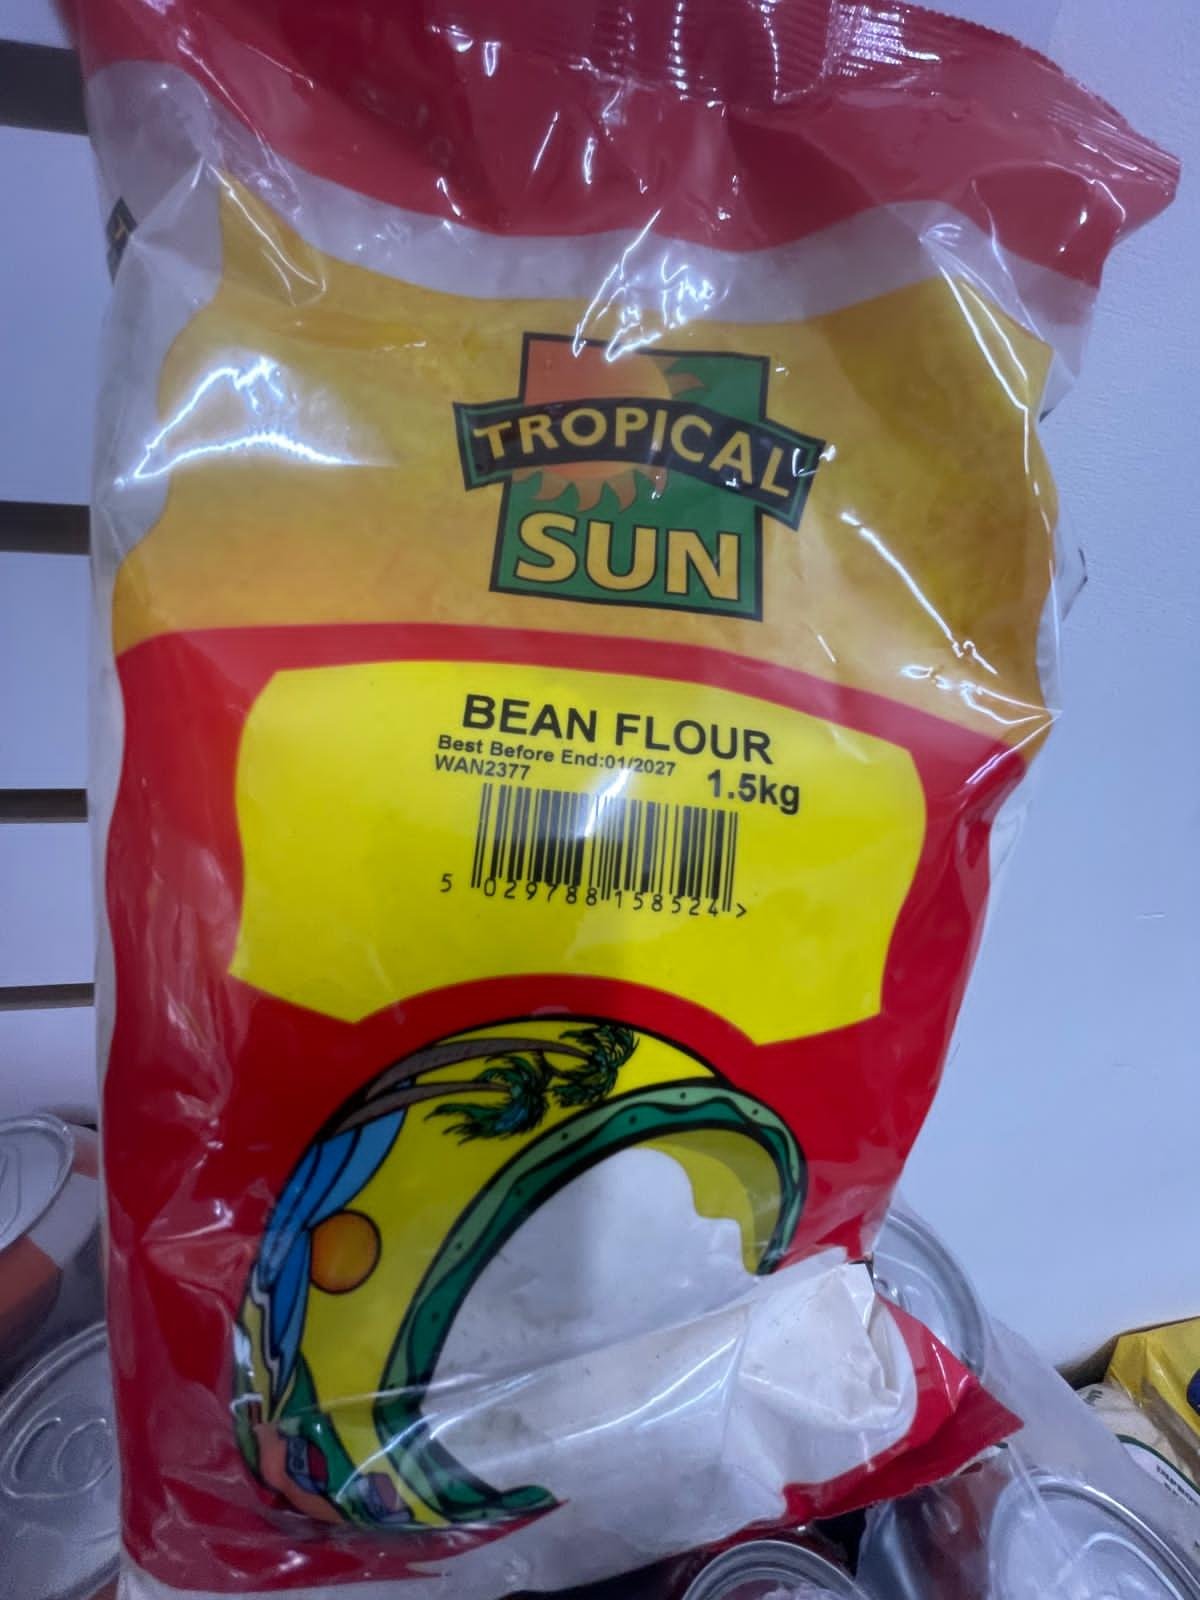 TROPICAL
SUN
BEAN FLOUR
Best Before End:01/2027
WAN2377
1.5kg
5 029788 158524 >